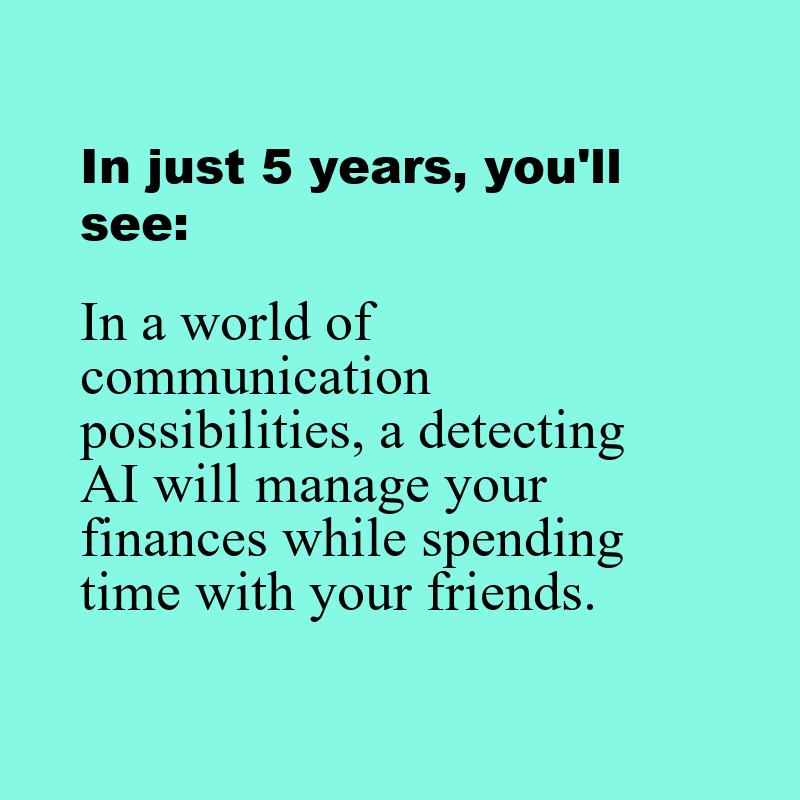 In just 5 years, you'll
see:
In a world of
communication
possibilities, a detecting
AI will manage your
finances while spending
time with your friends.